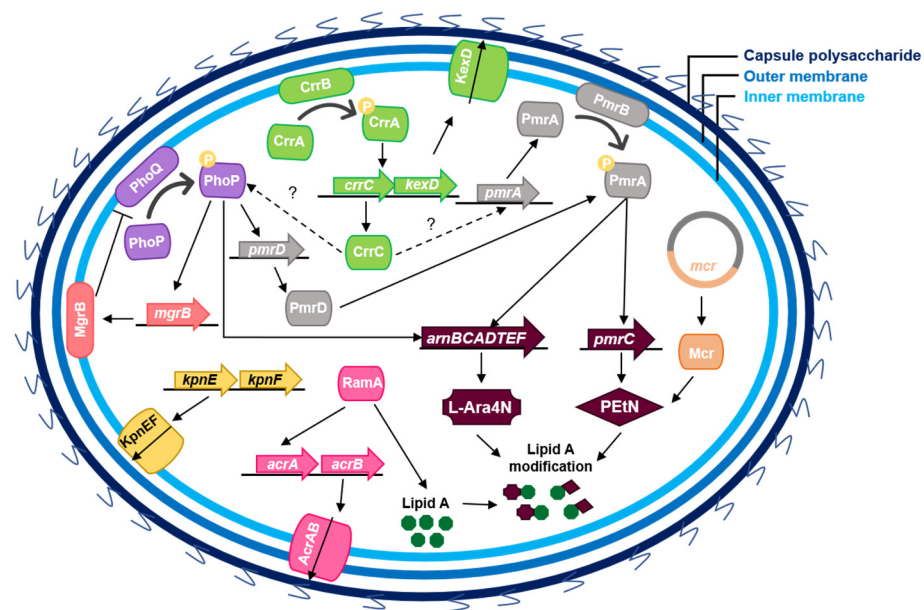 Capsule polysaccharide
Outer membrane
Inner membrane
KexD
CrrB
P
CrrA
CrrA
PmrA
PmrB
P
PmrA
PhoQ
P
PhoP
PhoP
?
crrC
kexD
pmrA
?
pmrD
CrrC
mcr
MgrB
mgrB
PmrD
arnBCADTEF
pmrC
Mcr
kpnE
kpnF
RamA
L-Ara4N
PEtN
KpnEF
acrA
acrB
Lipid A
Lipid A
modification
AcrAB